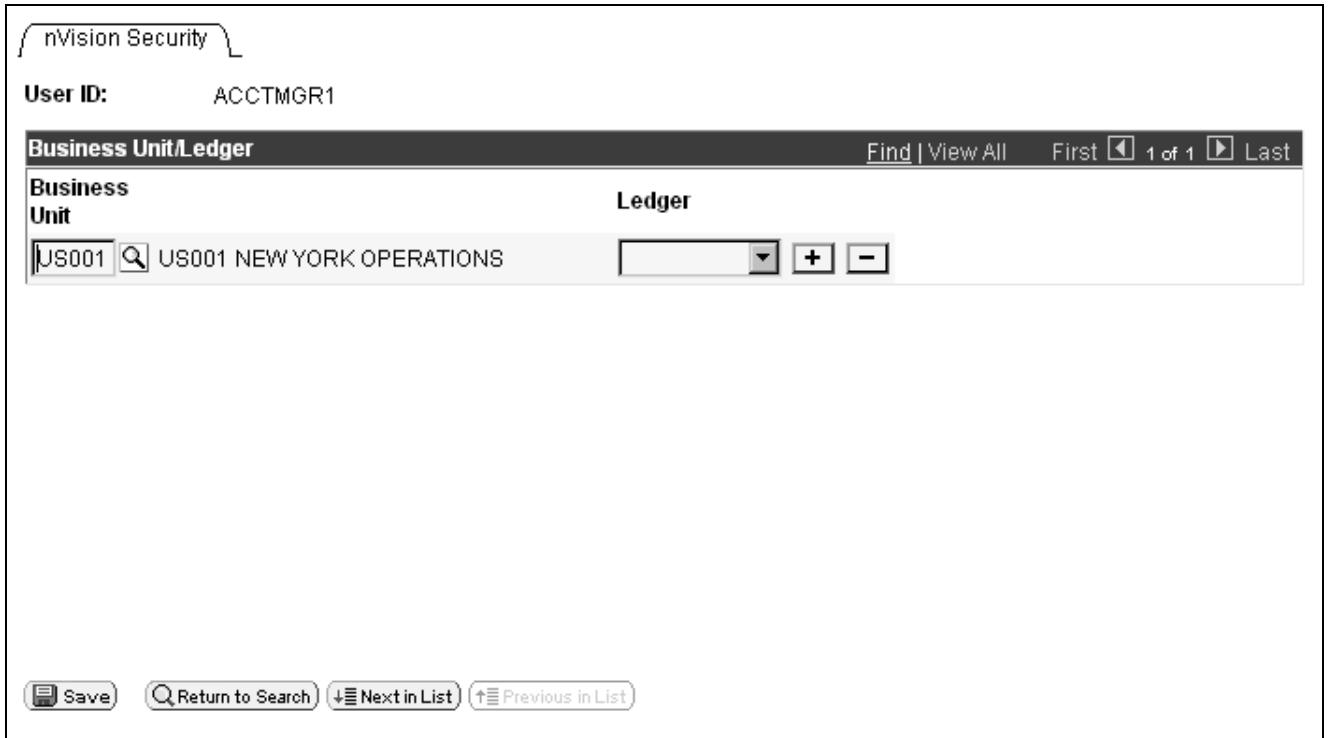 nVision Security
User ID: ACCTMGR1
Business Unit/Ledger Find | View All First 1 of 1 Last
Business
Unit
Ledger
US001 US001 NEW YORK OPERATIONS + −
Save Return to Search Next in List Previous in List